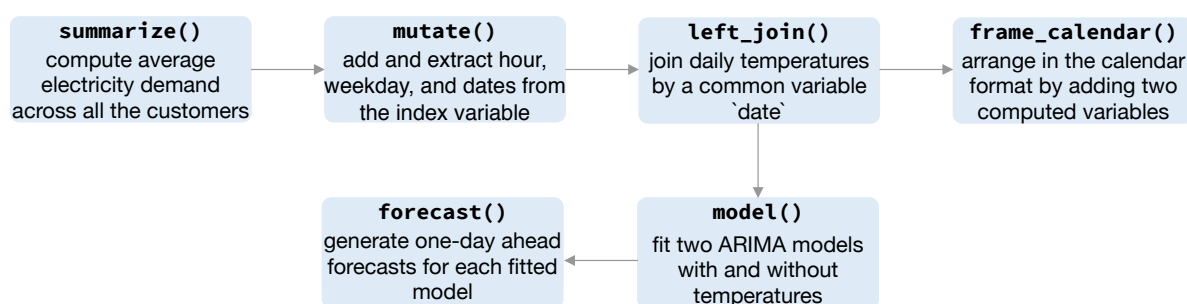 summarize()
compute average
electricity demand
across all the customers
mutate()
add and extract hour,
weekday, and dates from
the index variable
left_join()
join daily temperatures
by a common variable
`date`
frame_calendar()
arrange in the calendar
format by adding two
computed variables
forecast()
generate one-day ahead
forecasts for each fitted
model
model()
fit two ARIMA models
with and without
temperatures